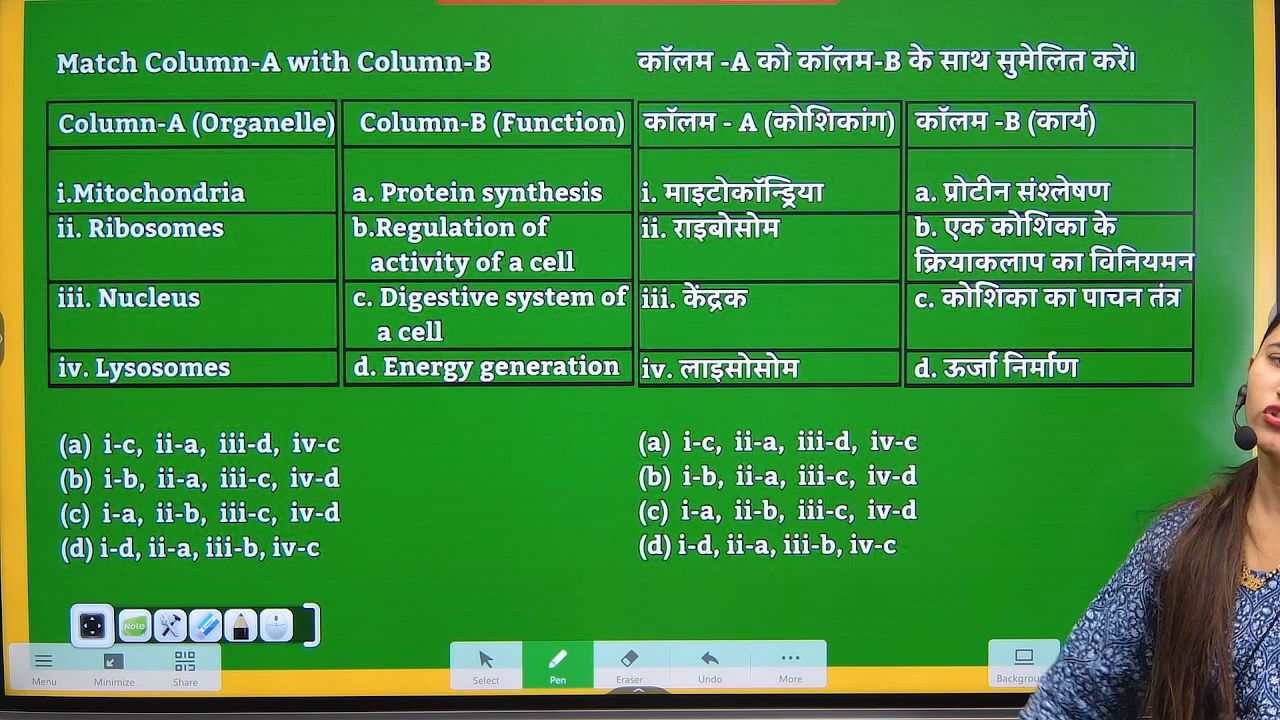 Match Column-A with Column-B
कॉलम -A को कॉलम-B के साथ सुमेलित करें।
Column-A (Organelle) Column-B (Function) कॉलम - A (कोशिकांग) कॉलम -B (कार्य)
i.Mitochondria a. Protein synthesis i. माइटोकॉन्ड्रिया a. प्रोटीन संश्लेषण
ii. Ribosomes b.Regulation of ii. राइबोसोम b. एक कोशिका के
activity of a cell क्रियाकलाप का विनियमन
iii. Nucleus c. Digestive system of iii. केंद्रक c. कोशिका का पाचन तंत्र
a cell
iv. Lysosomes d. Energy generation iv. लाइसोसोम d. ऊर्जा निर्माण
(a) i-c, ii-a, iii-d, iv-c
(b) i-b, ii-a, iii-c, iv-d
(c) i-a, ii-b, iii-c, iv-d
(d) i-d, ii-a, iii-b, iv-c
(a) i-c, ii-a, iii-d, iv-c
(b) i-b, ii-a, iii-c, iv-d
(c) i-a, ii-b, iii-c, iv-d
(d) i-d, ii-a, iii-b, iv-c
Note
Menu Minimize Share Select Pen Eraser Undo More